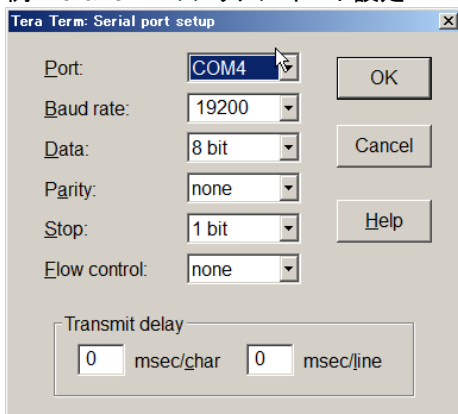 Tera Term: Serial port setup
Port: COM4
OK
Baud rate: 19200
Data: 8 bit
Cancel
Parity: none
Stop: 1 bit
Help
Flow control: none
Transmit delay
0 msec/char 0 msec/line